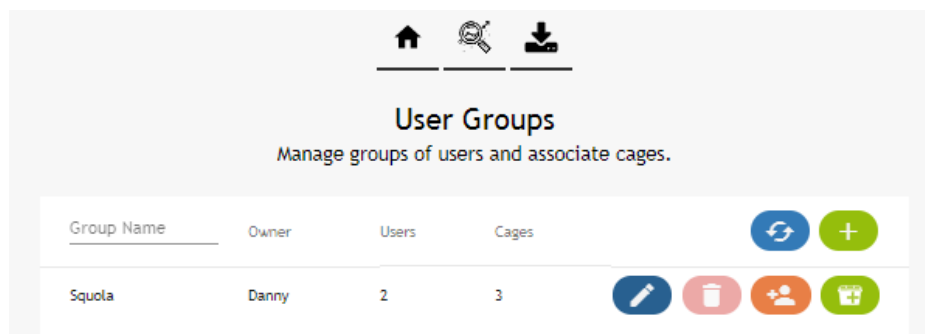 User Groups
Manage groups of users and associate cages.
Group Name Owner Users Cages
Squola Danny 2 3